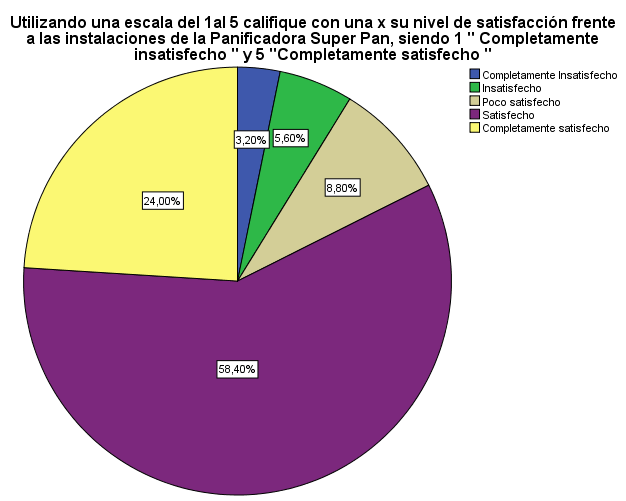 Utilizando una escala del 1al 5 califique con una x su nivel de satisfacción frente
a las instalaciones de la Panificadora Super Pan, siendo 1 " Completamente
insatisfecho " y 5 "Completamente satisfecho "
Completamente Insatisfecho
Insatisfecho
Poco satisfecho
Satisfecho
Completamente satisfecho
3,20%
5,60%
8,80%
24,00%
58,40%